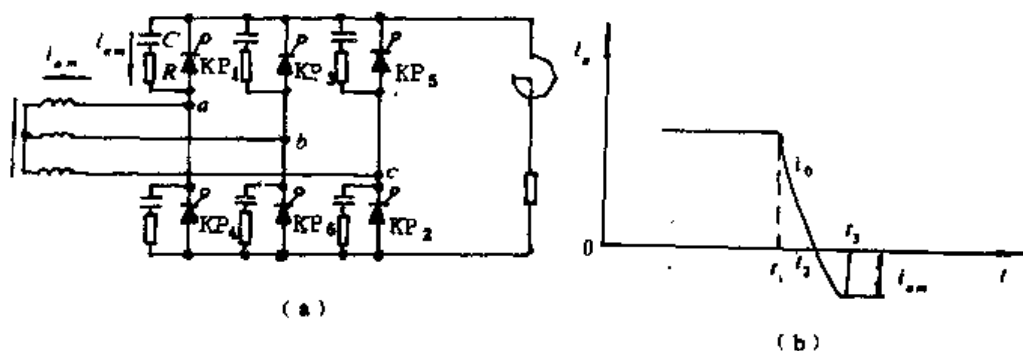 i_am
i_am
C
R
KP₁
KP₃
KP₅
a
b
c
KP₄
KP₆
KP₂
(a)
i_a
i_0
0
t₁
t₂
t₃
i_am
t
(b)